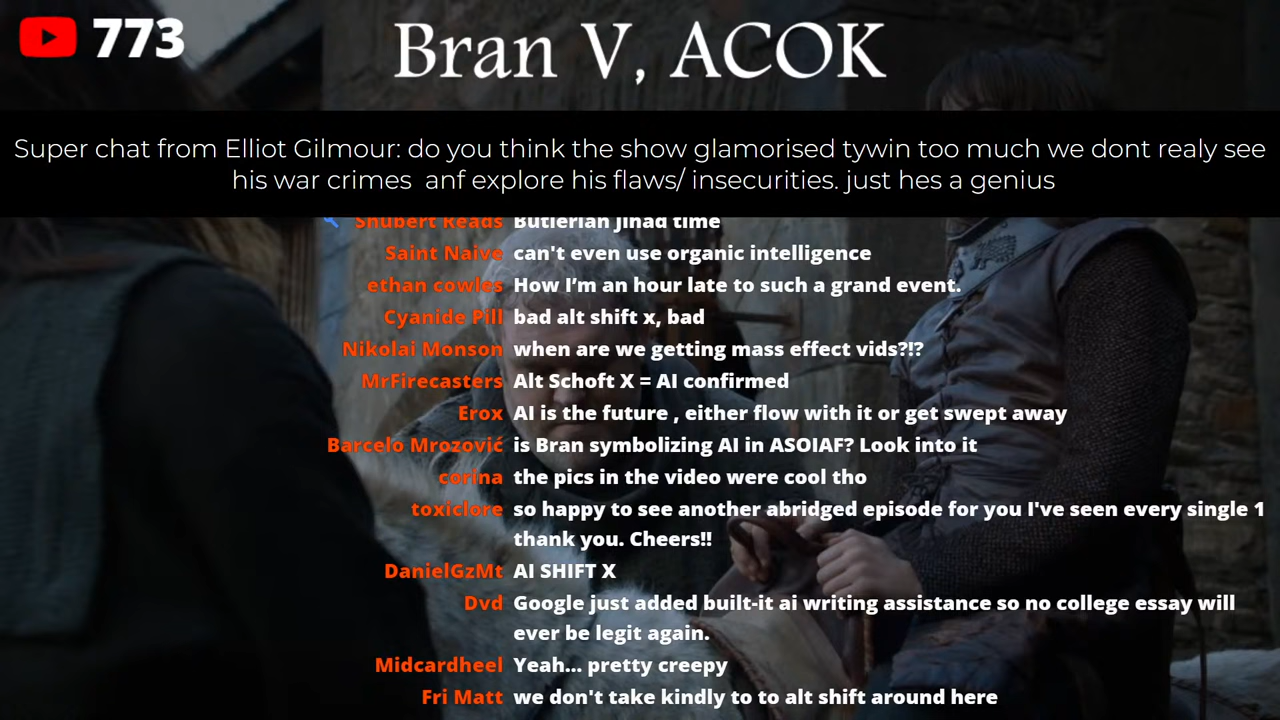 773
Bran V, ACOK
Super chat from Elliot Gilmour: do you think the show glamorised tywin too much we dont realy see
his war crimes anf explore his flaws/ insecurities. just hes a genius
Shubert Reads Butlerian Jihad time
Saint Naive can't even use organic intelligence
ethan cowles How I'm an hour late to such a grand event.
Cyanide Pill bad alt shift x, bad
Nikolai Monson when are we getting mass effect vids?!?
MrFirecasters Alt Schoft X = AI confirmed
Erox AI is the future , either flow with it or get swept away
Barcelo Mrozović is Bran symbolizing AI in ASOIAF? Look into it
corina the pics in the video were cool tho
toxiclore so happy to see another abridged episode for you I've seen every single 1
thank you. Cheers!!
DanielGzMt AI SHIFT X
Dvd Google just added built-it ai writing assistance so no college essay will
ever be legit again.
Midcardheel Yeah... pretty creepy
Fri Matt we don't take kindly to to alt shift around here